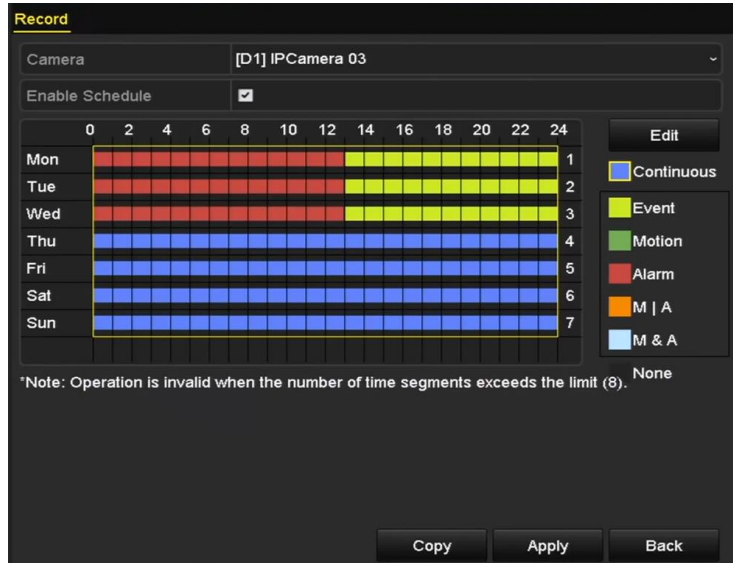 Record
Camera [D1] IPCamera 03
Enable Schedule
0 2 4 6 8 10 12 14 16 18 20 22 24
Edit
Mon 1
Continuous
Tue 2
Wed 3
Event
Thu 4
Motion
Fri 5
Alarm
Sat 6
M | A
Sun 7
M & A
None
*Note: Operation is invalid when the number of time segments exceeds the limit (8).
Copy Apply Back